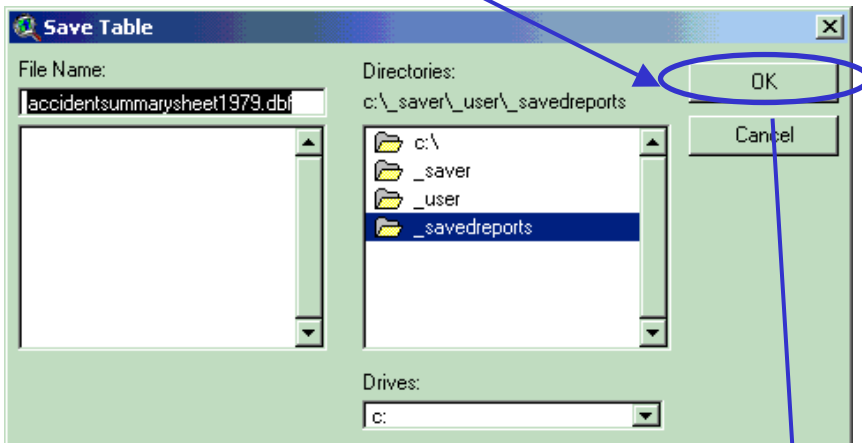 Save Table
File Name:
accidentsummarysheet1979.dbf
Directories:
c:\_saver\_user\_savedreports
c:\
_saver
_user
_savedreports
Drives:
c:
OK
Cancel